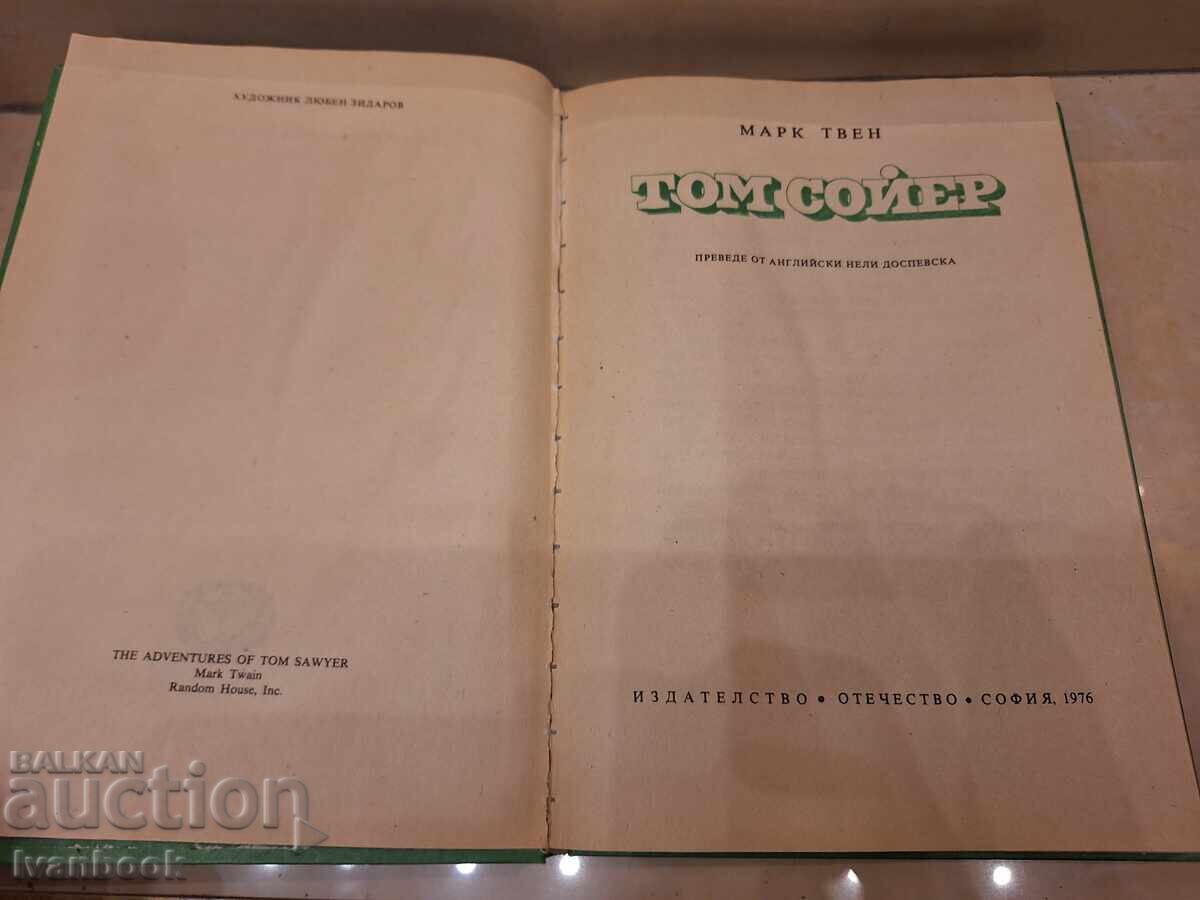 ХУДОЖНИК ЛЮБЕН ЗИДАРОВ
THE ADVENTURES OF TOM SAWYER
Mark Twain
Random House, Inc.
МАРК ТВЕН
ТОМ СОЙЕР
ПРЕВЕДЕ ОТ АНГЛИЙСКИ НЕЛИ ДОСПЕВСКА
ИЗДАТЕЛСТВО • ОТЕЧЕСТВО • СОФИЯ, 1976
BALKAN
auction
Ivanbook